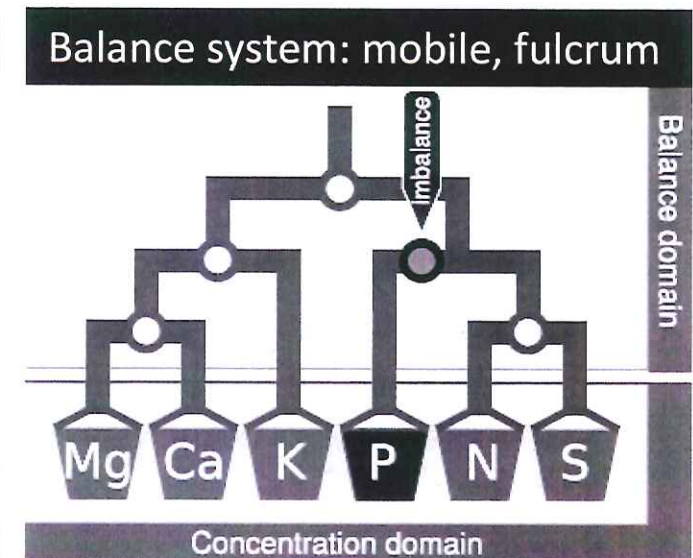 Balance system: mobile, fulcrum
Imbalance
Balance domain
Mg Ca K P N S
Concentration domain